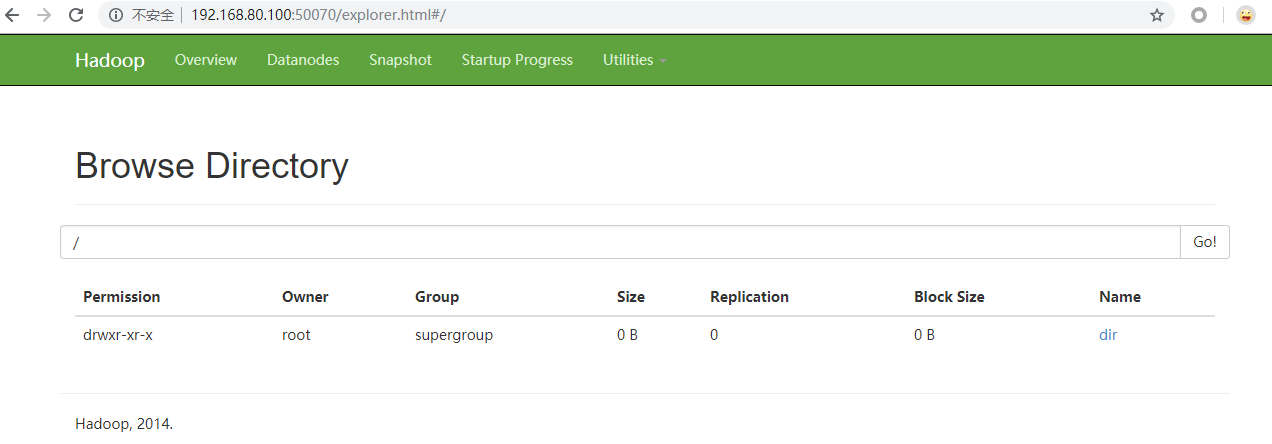 不安全 192.168.80.100:50070/explorer.html#/
Hadoop Overview Datanodes Snapshot Startup Progress Utilities
Browse Directory
/ Go!
Permission Owner Group Size Replication Block Size Name
drwxr-xr-x root supergroup 0 B 0 0 B dir
Hadoop, 2014.